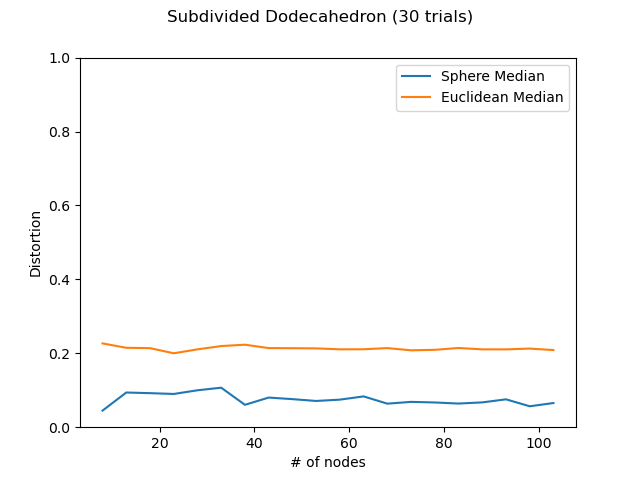 Subdivided Dodecahedron (30 trials)
1.0
0.8
0.6
0.4
0.2
0.0
Distortion
Sphere Median
Euclidean Median
20
40
60
80
100
# of nodes